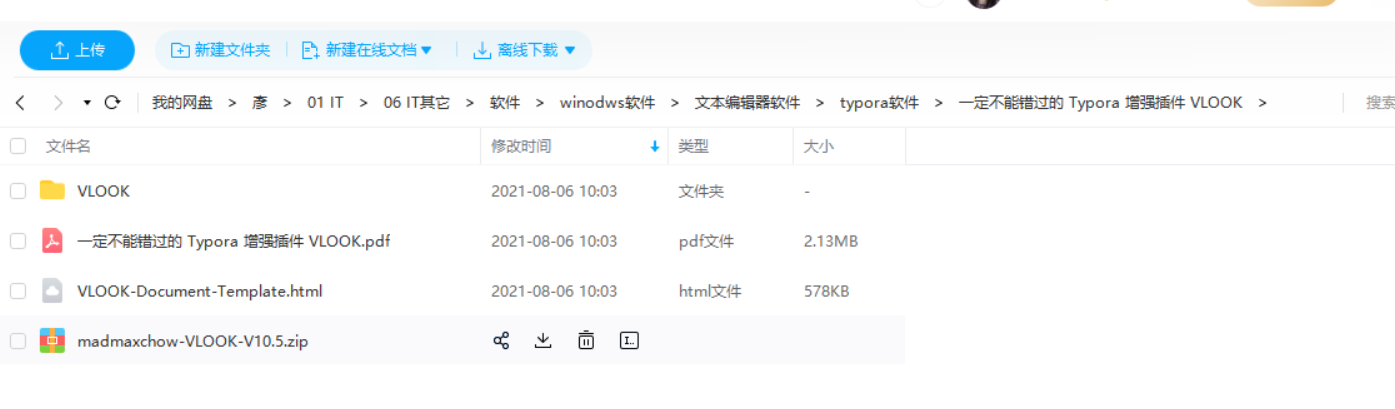 上传 新建文件夹 新建在线文档 离线下载
我的网盘 > 彥 > 01 IT > 06 IT其它 > 软件 > winodws软件 > 文本编辑器软件 > typora软件 > 一定不能错过的 Typora 增强插件 VLOOK > 搜索
文件名 修改时间 类型 大小
VLOOK 2021-08-06 10:03 文件夹 -
一定不能错过的 Typora 增强插件 VLOOK.pdf 2021-08-06 10:03 pdf文件 2.13MB
VLOOK-Document-Template.html 2021-08-06 10:03 html文件 578KB
madmaxchow-VLOOK-V10.5.zip